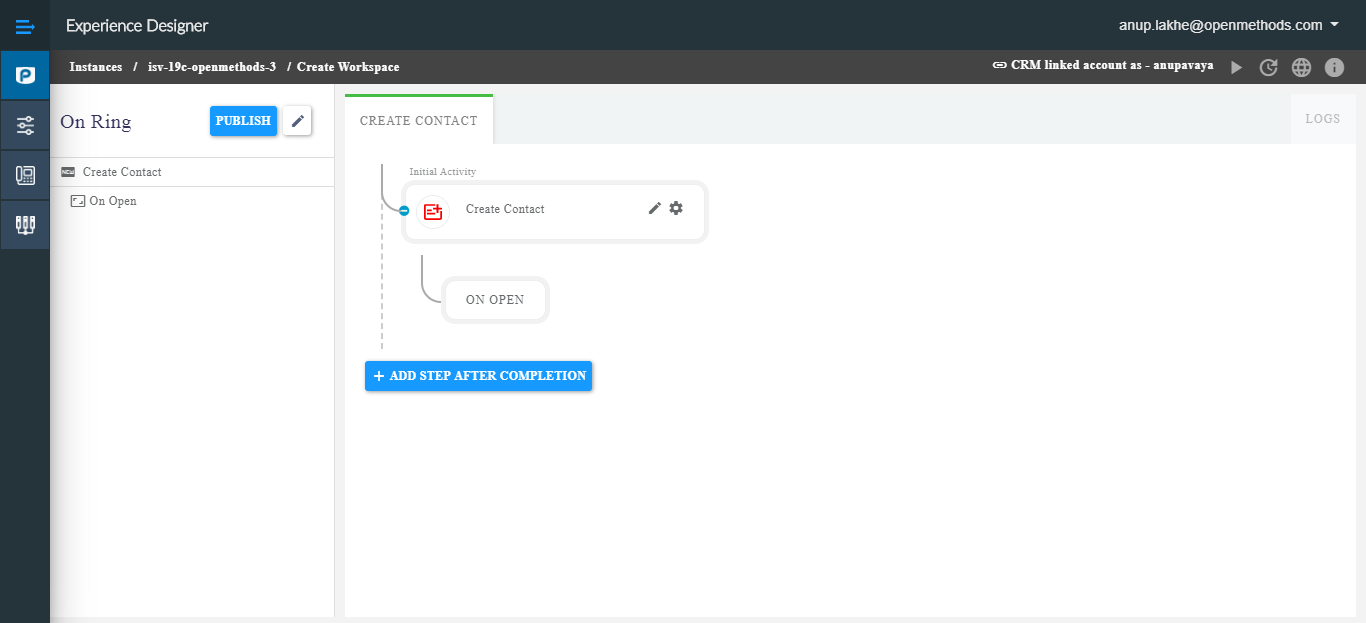 Experience Designer
anup.lakhe@openmethods.com
Instances / isv-19c-openmethods-3 / Create Workspace
CRM linked account as - anupavaya
On Ring
PUBLISH
NEW Create Contact
On Open
CREATE CONTACT
LOGS
Initial Activity
Create Contact
ON OPEN
+ ADD STEP AFTER COMPLETION